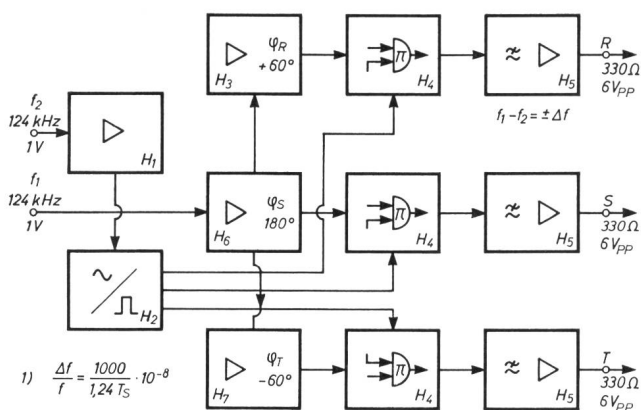 φR
+60°
H3
π
H4
≈
H5
R
330Ω
6VPP
f1-f2=±Δf
f2
124 kHz
1V
H1
f1
124 kHz
1V
φS
180°
H6
π
H4
≈
H5
S
330Ω
6VPP
H2
φT
-60°
H7
π
H4
≈
H5
T
330Ω
6VPP
1) Δf/f = 1000/1,24 TS · 10-8